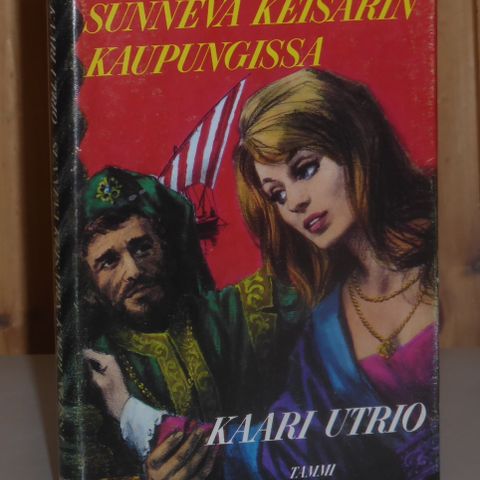 SUNNEVA KEISARIN
KAUPUNGISSA
KAARI UTRIO
TAMMI